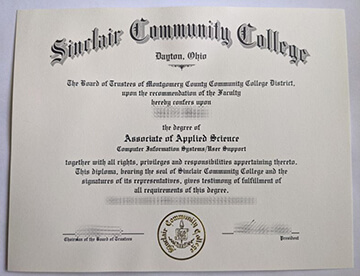 Sinclair Community College
Dayton, Ohio
The Board of Trustees of Montgomery County Community College District,
upon the recommendation of the Faculty
hereby confers upon
the degree of
Associate of Applied Science
Computer Information Systems/User Support
together with all rights, privileges and responsibilities appertaining thereto.
This diploma, bearing the seal of Sinclair Community College and the
signatures of its representatives, gives testimony of fulfillment of
all requirements of this degree.
Sinclair Community College
Chairman of the Board of Trustees
President